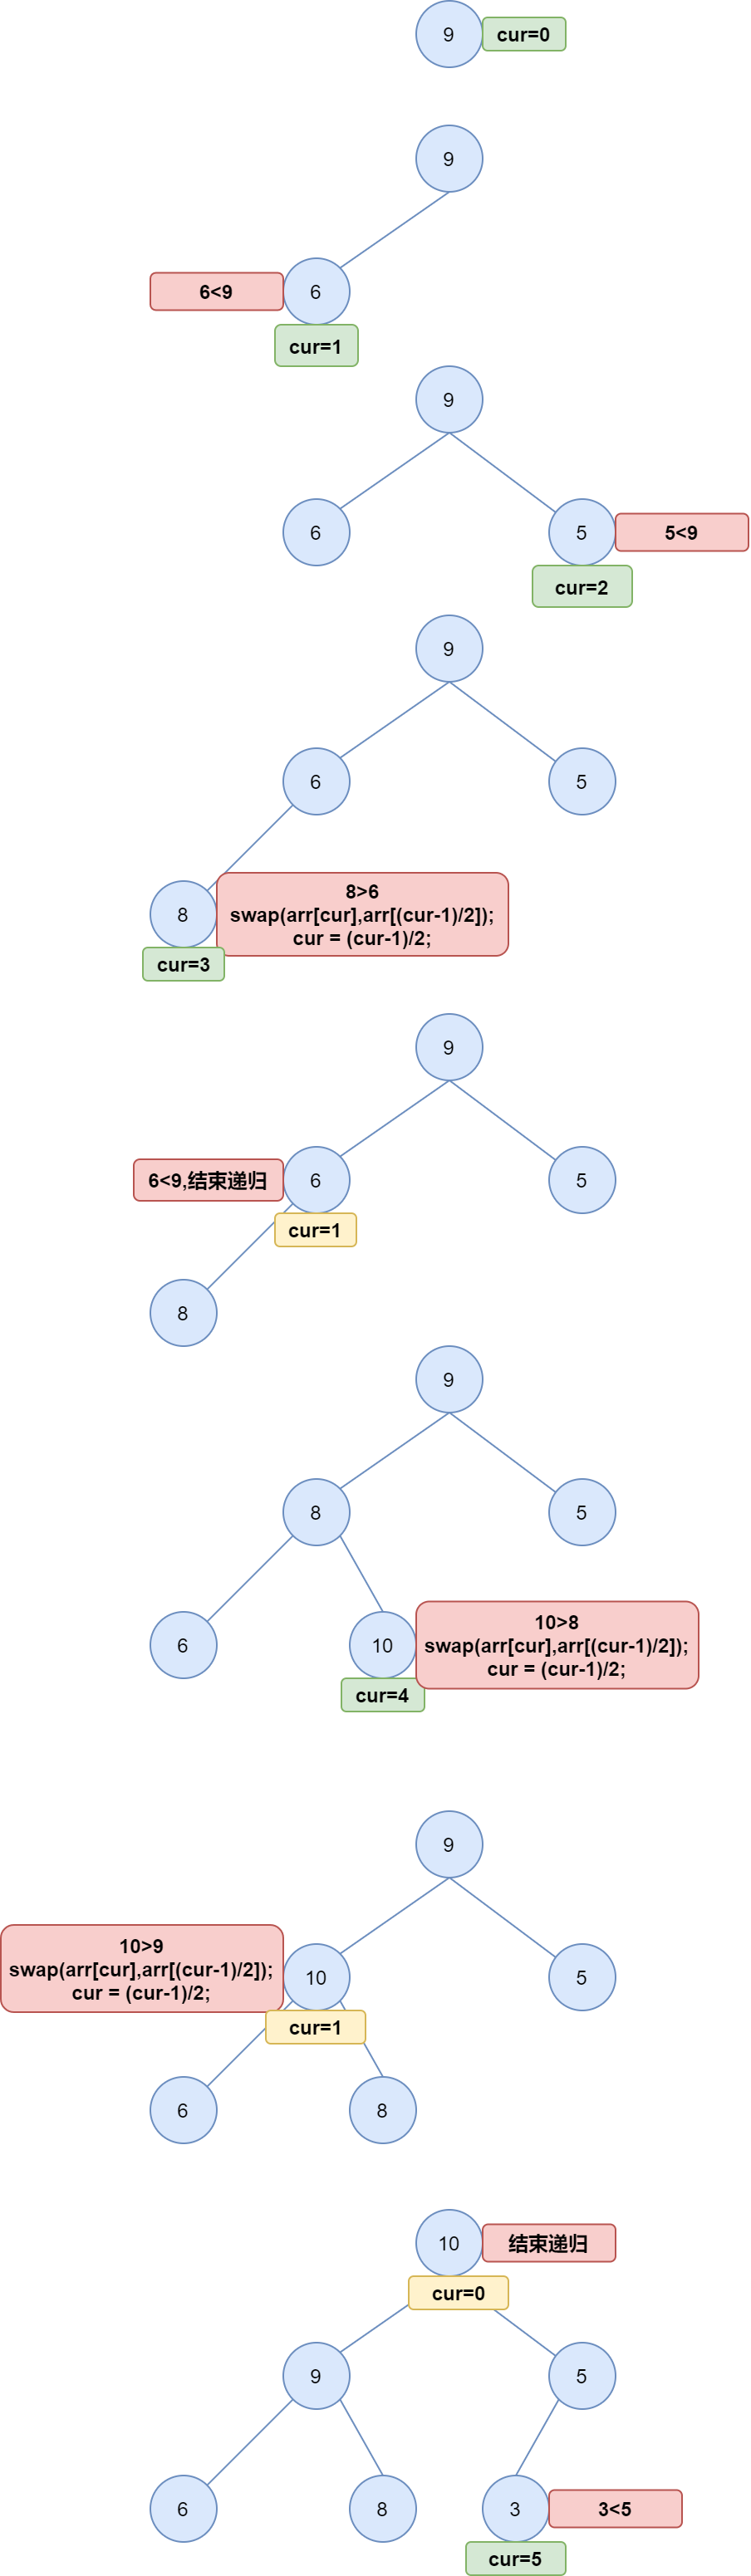 9
cur=0
9
6<9
6
cur=1
9
6
5
5<9
cur=2
9
6
5
8
8>6
swap(arr[cur],arr[(cur-1)/2]);
cur = (cur-1)/2;
cur=3
9
6<9,结束递归
6
5
cur=1
8
9
8
5
6
10
10>8
swap(arr[cur],arr[(cur-1)/2]);
cur = (cur-1)/2;
cur=4
9
10>9
swap(arr[cur],arr[(cur-1)/2]);
cur = (cur-1)/2;
10
5
cur=1
6
8
10
结束递归
cur=0
9
5
6
8
3
3<5
cur=5